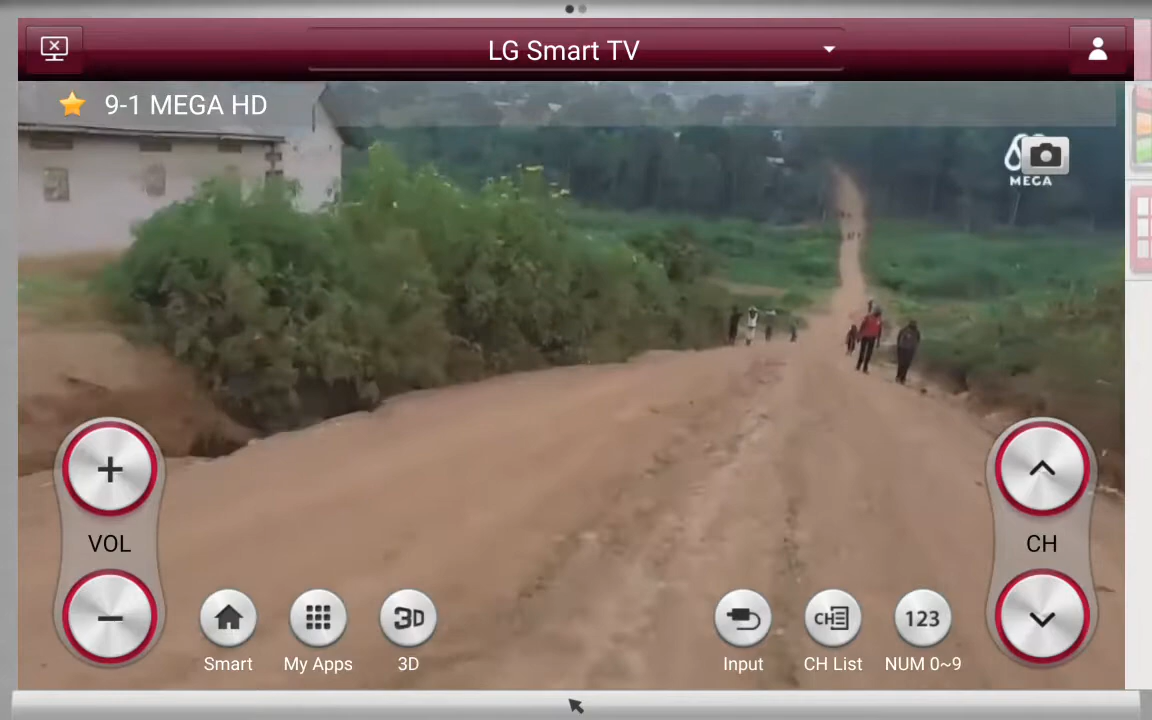 LG Smart TV
9-1 MEGA HD
MEGA
VOL
CH
3D
CH
123
Smart
My Apps
3D
Input
CH List
NUM 0~9